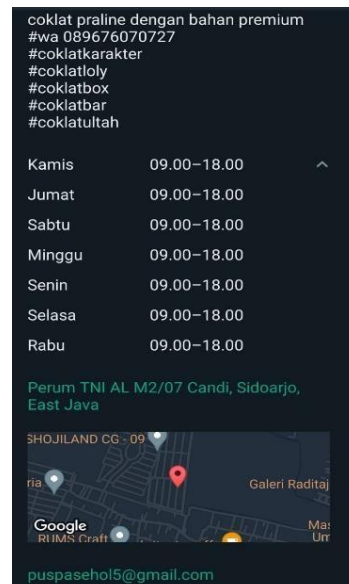 coklat praline dengan bahan premium
#wa 089676070727
#coklatkarakter
#coklatloly
#coklatbox
#coklatbar
#coklatultah
Kamis 09.00–18.00
Jumat 09.00–18.00
Sabtu 09.00–18.00
Minggu 09.00–18.00
Senin 09.00–18.00
Selasa 09.00–18.00
Rabu 09.00–18.00
Perum TNI AL M2/07 Candi, Sidoarjo,
East Java
SHOJILAND CG - 09
ria
Galeri Raditaj
Google
Mas
RUMS Craft
Um
puspasehol5@gmail.com